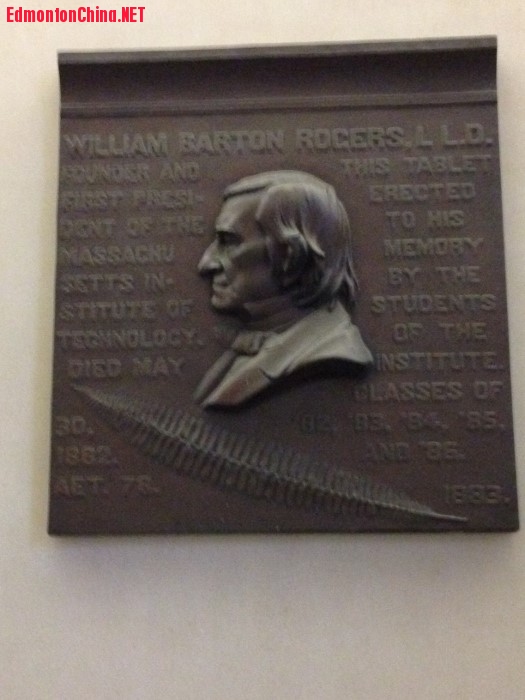 EdmontonChina.NET
WILLIAM BARTON ROGERS, L L.D.
FOUNDER AND
FIRST PRESI-
DENT OF THE
MASSACHU
SETTS IN-
STITUTE OF
TECHNOLOGY.
DIED MAY
30.
1882.
AET. 78.
THIS TABLET
ERECTED
TO HIS
MEMORY
BY THE
STUDENTS
OF THE
INSTITUTE.
CLASSES OF
'82, '83. '84. '85.
AND '86.
1883.